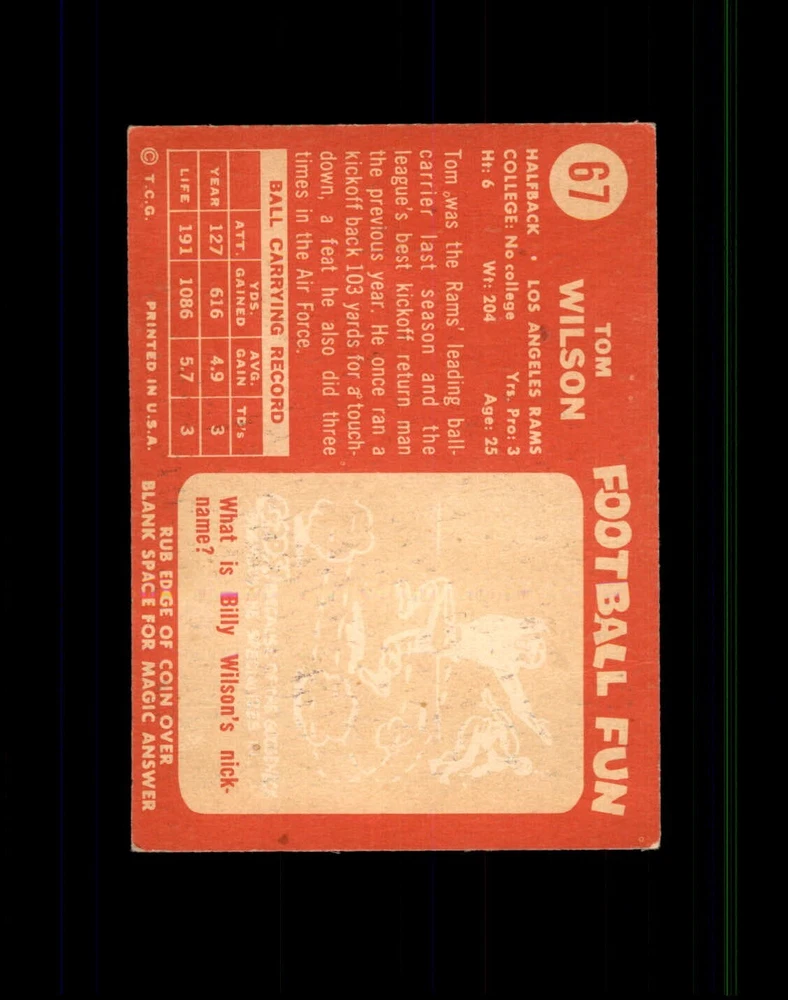 67
TOM
WILSON
HALFBACK • LOS ANGELES RAMS
COLLEGE: No college Yrs. Pro: 3
Ht: 6 Wt: 204 Age: 25
Tom was the Rams' leading ball-
carrier last season and the
league's best kickoff return man
the previous year. He once ran a
kickoff back 103 yards for a touch-
down, a feat he also did three
times in the Air Force.
BALL CARRYING RECORD
ATT. YDS. GAINED AVG. GAIN TD's
YEAR 127 616 4.9 3
LIFE 191 1086 5.7 3
© T.C.G. PRINTED IN U.S.A.
FOOTBALL FUN
What is Billy Wilson's nick-
name?
RUB EDGE OF COIN OVER
BLANK SPACE FOR MAGIC ANSWER